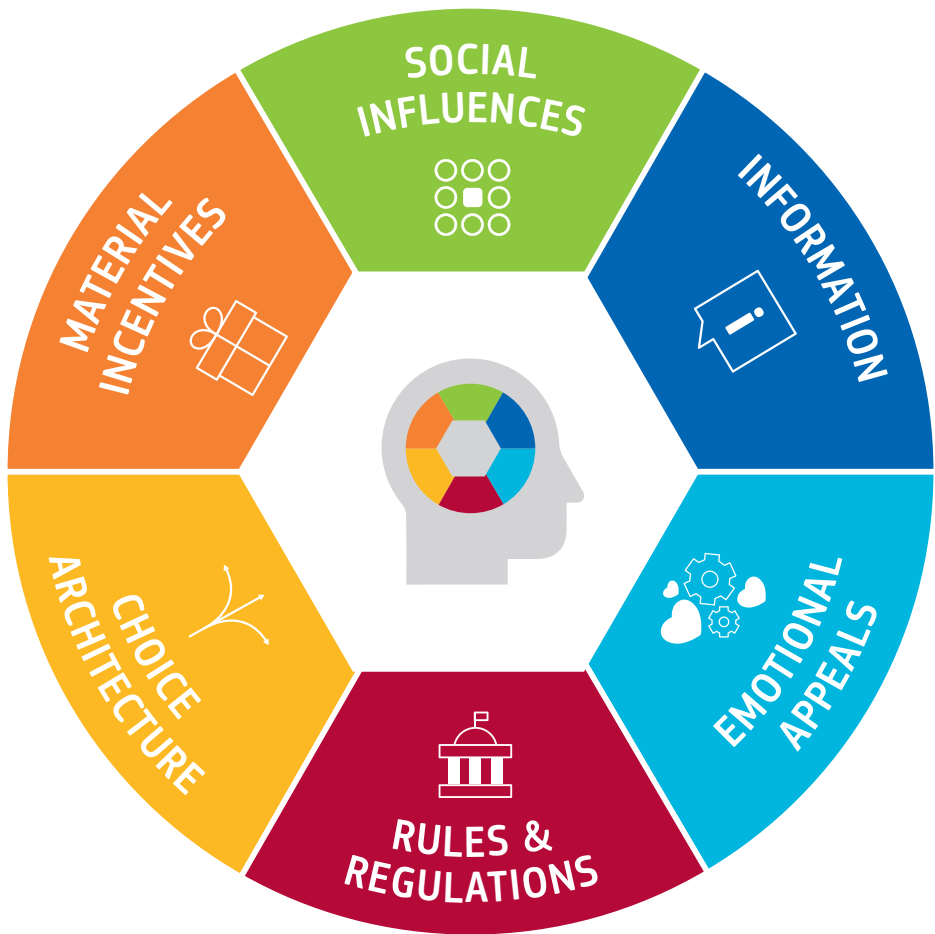 SOCIAL
INFLUENCES
INFORMATION
EMOTIONAL
APPEALS
RULES &
REGULATIONS
CHOICE
ARCHITECTURE
MATERIAL
INCENTIVES